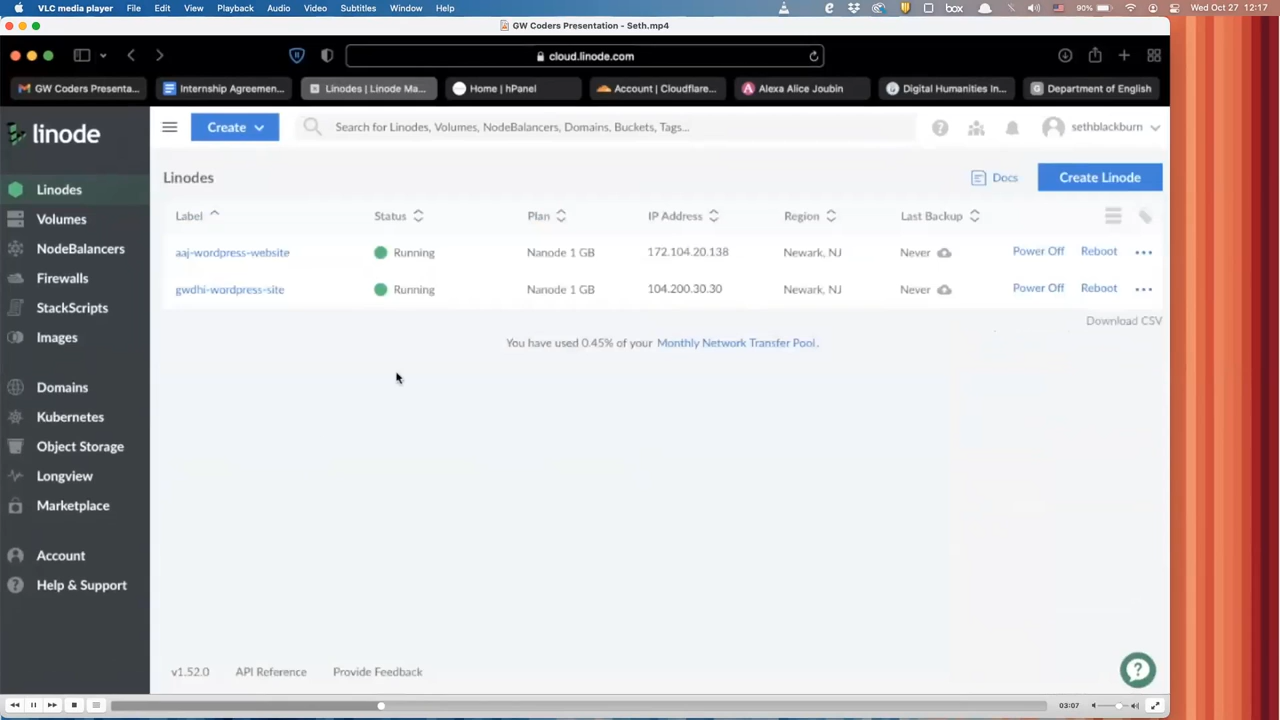 VLC media player File Edit View Playback Audio Video Subtitles Window Help box 90% Wed Oct 27 12:17
GW Coders Presentation - Seth.mp4
cloud.linode.com
GW Coders Presenta... Internship Agreemen... Linodes | Linode Ma... Home | hPanel Account | Cloudflare... Alexa Alice Joubin Digital Humanities In... Department of English
linode
Create
Search for Linodes, Volumes, NodeBalancers, Domains, Buckets, Tags...
sethblackburn
Linodes
Volumes
NodeBalancers
Firewalls
StackScripts
Images
Domains
Kubernetes
Object Storage
Longview
Marketplace
Account
Help & Support
Linodes
Docs
Create Linode
Label Status Plan IP Address Region Last Backup
aaj-wordpress-website Running Nanode 1 GB 172.104.20.138 Newark, NJ Never Power Off Reboot ...
gwdhi-wordpress-site Running Nanode 1 GB 104.200.30.30 Newark, NJ Never Power Off Reboot ...
Download CSV
You have used 0.45% of your Monthly Network Transfer Pool.
v1.52.0 API Reference Provide Feedback
03:07